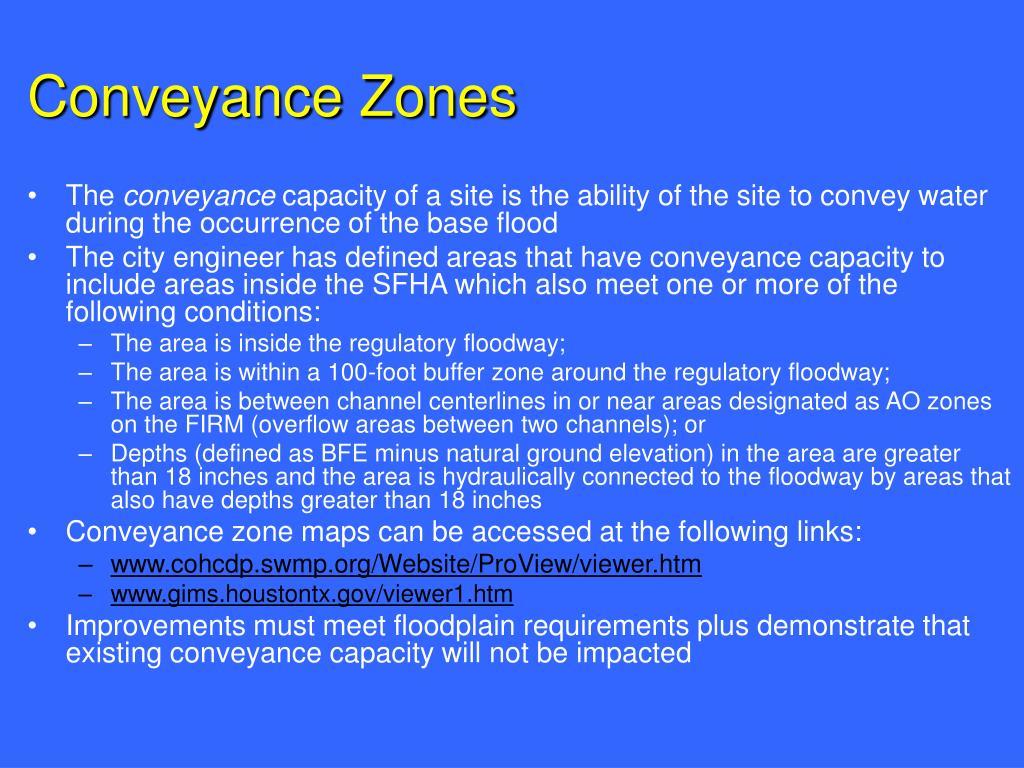 Conveyance Zones
• The conveyance capacity of a site is the ability of the site to convey water
during the occurrence of the base flood
• The city engineer has defined areas that have conveyance capacity to
include areas inside the SFHA which also meet one or more of the
following conditions:
– The area is inside the regulatory floodway;
– The area is within a 100-foot buffer zone around the regulatory floodway;
– The area is between channel centerlines in or near areas designated as AO zones
on the FIRM (overflow areas between two channels); or
– Depths (defined as BFE minus natural ground elevation) in the area are greater
than 18 inches and the area is hydraulically connected to the floodway by areas that
also have depths greater than 18 inches
• Conveyance zone maps can be accessed at the following links:
– www.cohcdp.swmp.org/Website/ProView/viewer.htm
– www.gims.houstontx.gov/viewer1.htm
• Improvements must meet floodplain requirements plus demonstrate that
existing conveyance capacity will not be impacted